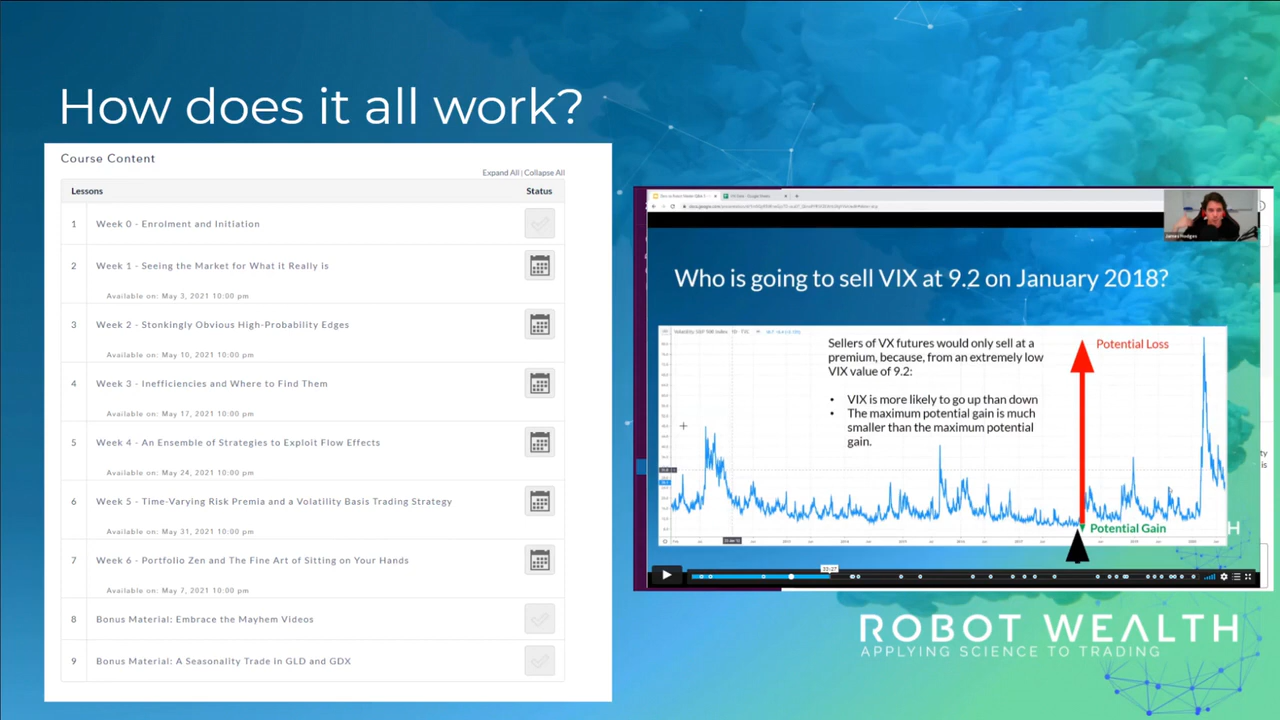 How does it all work?
Course Content
Expand All | Collapse All
Lessons Status
1 Week 0 - Enrolment and Initiation
2 Week 1 - Seeing the Market for What it Really is
Available on: May 3, 2021 10:00 pm
3 Week 2 - Stonkingly Obvious High-Probability Edges
Available on: May 10, 2021 10:00 pm
4 Week 3 - Inefficiencies and Where to Find Them
Available on: May 17, 2021 10:00 pm
5 Week 4 - An Ensemble of Strategies to Exploit Flow Effects
Available on: May 24, 2021 10:00 pm
6 Week 5 - Time-Varying Risk Premia and a Volatility Basis Trading Strategy
Available on: May 31, 2021 10:00 pm
7 Week 6 - Portfolio Zen and The Fine Art of Sitting on Your Hands
Available on: May 7, 2021 10:00 pm
8 Bonus Material: Embrace the Mayhem Videos
9 Bonus Material: A Seasonality Trade in GLD and GDX
James Hodges
Who is going to sell VIX at 9.2 on January 2018?
Sellers of VX futures would only sell at a
premium, because, from an extremely low
VIX value of 9.2:
• VIX is more likely to go up than down
• The maximum potential gain is much
smaller than the maximum potential
gain.
Potential Loss
Potential Gain
ROBOT WEALTH
APPLYING SCIENCE TO TRADING